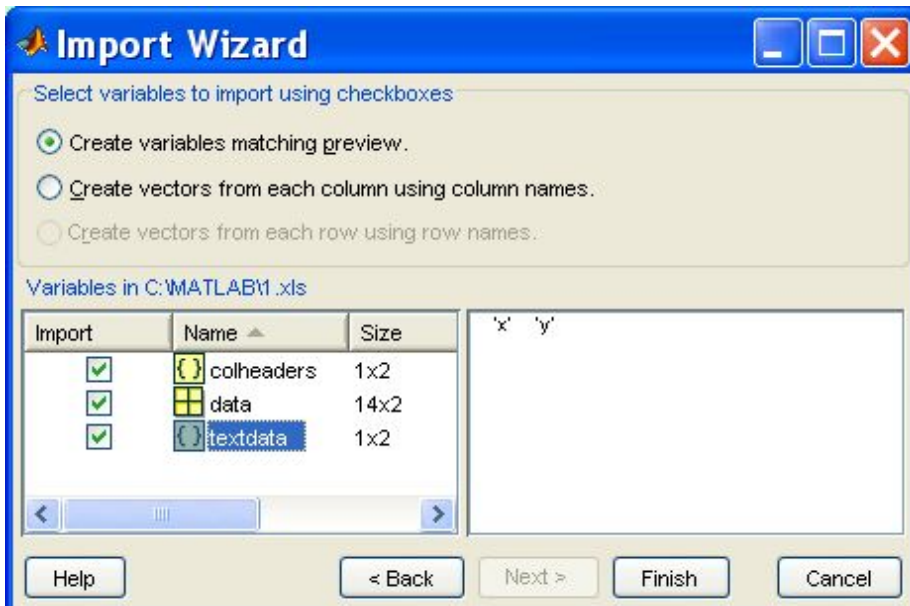 Import Wizard
Select variables to import using checkboxes
Create variables matching preview.
Create vectors from each column using column names.
Create vectors from each row using row names.
Variables in C:\MATLAB\1.xls
Import Name Size
colheaders 1x2
data 14x2
textdata 1x2
'x' 'y'
Help < Back Next > Finish Cancel